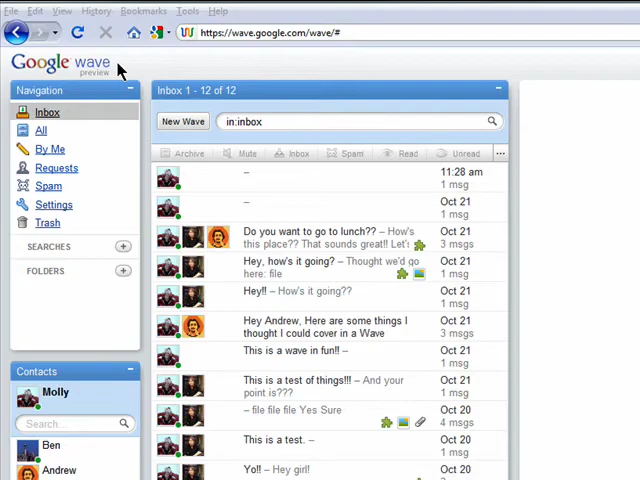 File Edit View History Bookmarks Tools Help
https://wave.google.com/wave/#
Google wave
preview
Navigation
Inbox
All
By Me
Requests
Spam
Settings
Trash
SEARCHES
FOLDERS
Contacts
Molly
Search...
Ben
Andrew
Inbox 1 - 12 of 12
New Wave
in:inbox
Archive Mute Inbox Spam Read Unread ...
– 11:28 am
1 msg
– Oct 21
1 msg
Do you want to go to lunch?? – How's Oct 21
this place?? That sounds great!! Let's 3 msgs
Hey, how's it going? – Thought we'd go Oct 21
here: file 1 msg
Hey!! – How's it going?? Oct 21
1 msg
Hey Andrew, Here are some things I Oct 21
thought I could cover in a Wave 3 msgs
This is a wave in fun!! – Oct 21
1 msg
This is a test of things!!! – And your Oct 21
point is??? 1 msg
– file file file Yes Sure Oct 20
4 msgs
This is a test. – Oct 20
1 msg
Yo!! – Hey girl! Oct 20